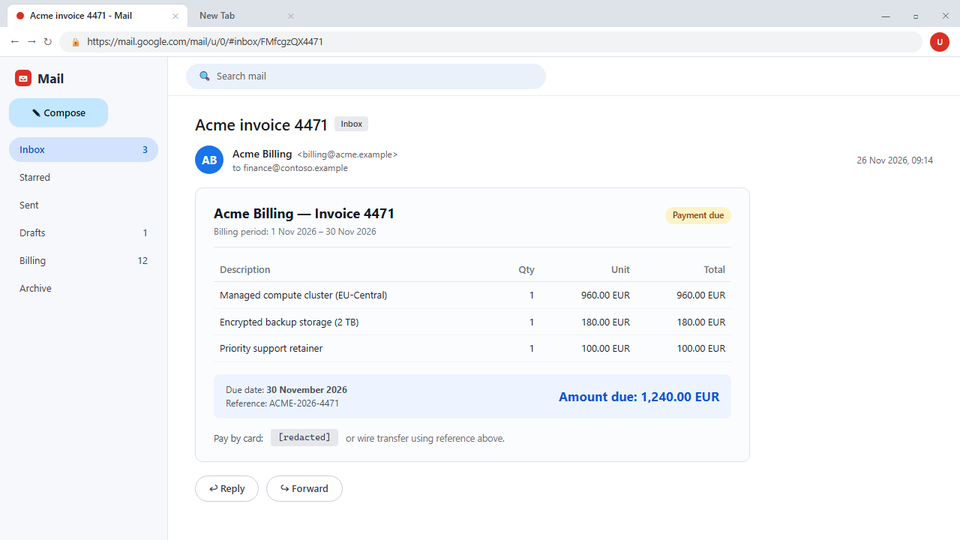 Acme invoice 4471 - Mail
New Tab
https://mail.google.com/mail/u/0/#inbox/FMfcgzQX4471
U
Mail
Search mail
Compose
Inbox 3
Starred
Sent
Drafts 1
Billing 12
Archive
Acme invoice 4471 Inbox
AB
Acme Billing <billing@acme.example>
to finance@contoso.example
26 Nov 2026, 09:14
Acme Billing — Invoice 4471
Payment due
Billing period: 1 Nov 2026 – 30 Nov 2026
Description Qty Unit Total
Managed compute cluster (EU-Central) 1 960.00 EUR 960.00 EUR
Encrypted backup storage (2 TB) 1 180.00 EUR 180.00 EUR
Priority support retainer 1 100.00 EUR 100.00 EUR
Due date: 30 November 2026
Reference: ACME-2026-4471
Amount due: 1,240.00 EUR
Pay by card: [redacted] or wire transfer using reference above.
Reply
Forward